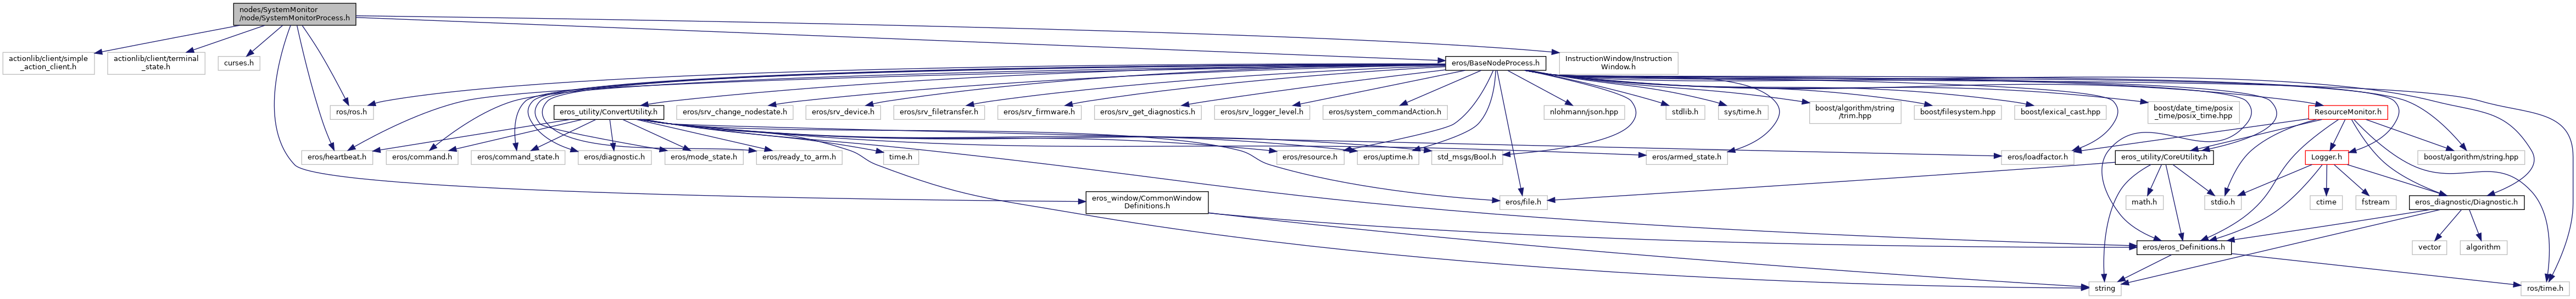 nodes/SystemMonitor
/node/SystemMonitorProcess.h
actionlib/client/simple
_action_client.h
actionlib/client/terminal
_state.h
curses.h
eros/BaseNodeProcess.h
InstructionWindow/Instruction
Window.h
ros/ros.h
eros_utility/ConvertUtility.h
eros/srv_change_nodestate.h
eros/srv_device.h
eros/srv_filetransfer.h
eros/srv_firmware.h
eros/srv_get_diagnostics.h
eros/srv_logger_level.h
eros/system_commandAction.h
nlohmann/json.hpp
stdlib.h
sys/time.h
boost/algorithm/string
/trim.hpp
boost/filesystem.hpp
boost/lexical_cast.hpp
boost/date_time/posix
_time/posix_time.hpp
ResourceMonitor.h
eros/heartbeat.h
eros/command.h
eros/command_state.h
eros/diagnostic.h
eros/mode_state.h
eros/ready_to_arm.h
time.h
eros/resource.h
eros/uptime.h
std_msgs/Bool.h
eros/armed_state.h
eros/loadfactor.h
eros_utility/CoreUtility.h
Logger.h
boost/algorithm/string.hpp
eros_window/CommonWindow
Definitions.h
eros/file.h
math.h
stdio.h
ctime
fstream
eros_diagnostic/Diagnostic.h
eros/eros_Definitions.h
vector
algorithm
string
ros/time.h